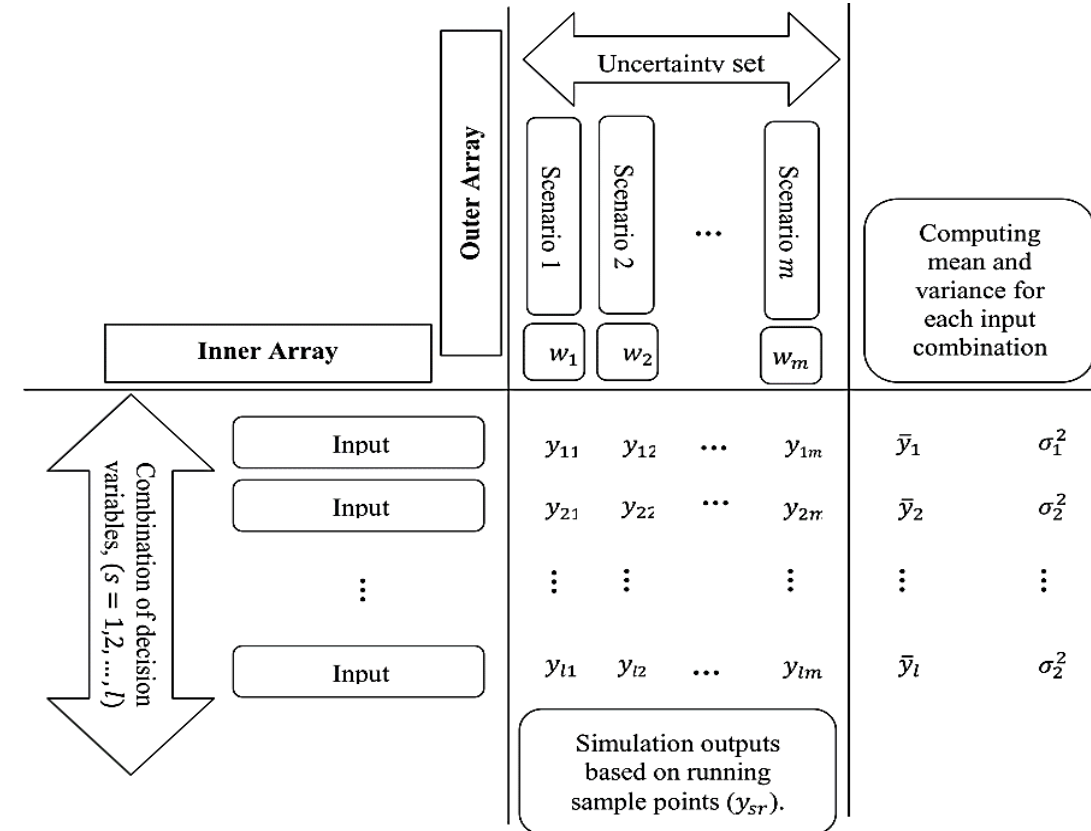 Uncertainty set
Outer Array
Scenario 1
Scenario 2
...
Scenario m
Computing
mean and
variance for
each input
combination
Inner Array
w₁ w₂ wₘ
Combination of decision
variables, (s = 1,2, ..., l)
Input y₁₁ y₁₂ ... y₁ₘ ȳ₁ σ₁²
Input y₂₁ y₂₂ ... y₂ₘ ȳ₂ σ₂²
⋮ ⋮ ⋮ ⋮ ⋮ ⋮
Input yₗ₁ yₗ₂ ... yₗₘ ȳₗ σ₂²
Simulation outputs
based on running
sample points (yₛᵣ).